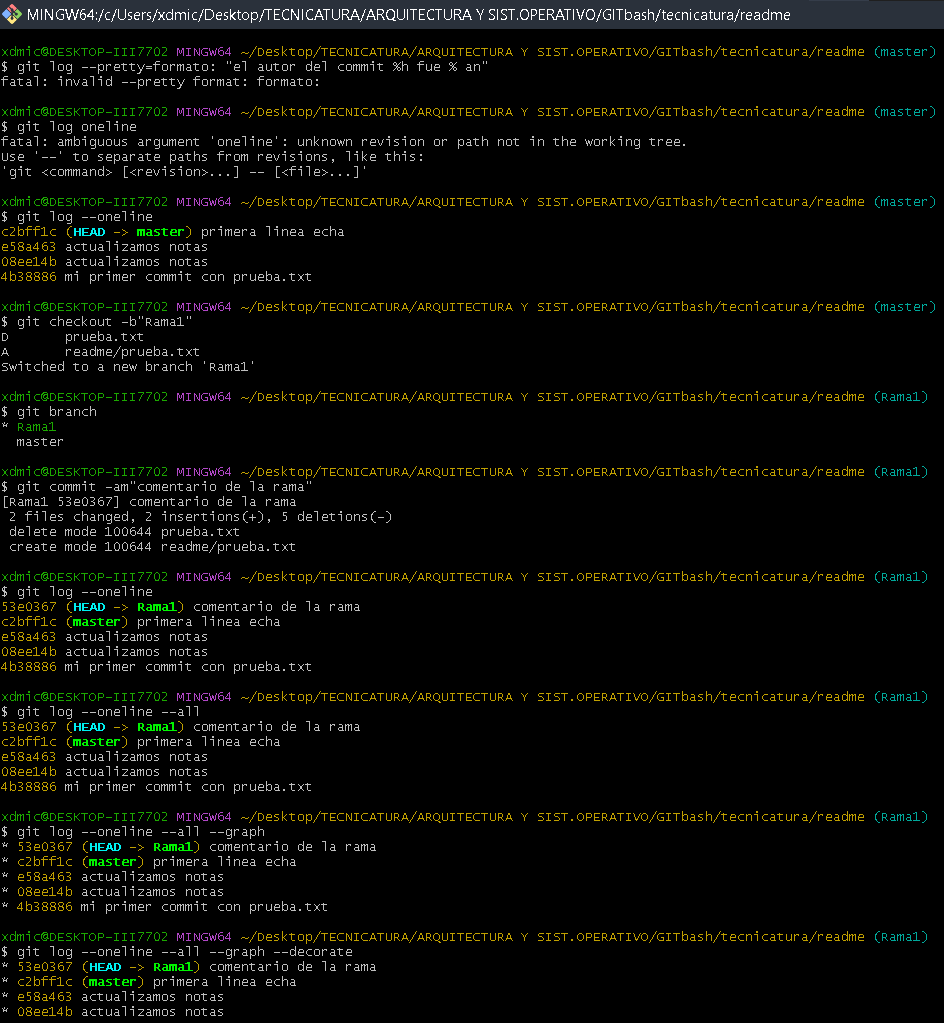 MINGW64:/c/Users/xdmic/Desktop/TECNICATURA/ARQUITECTURA Y SIST.OPERATIVO/GITbash/tecnicatura/readme
xdmic@DESKTOP-III7702 MINGW64 ~/Desktop/TECNICATURA/ARQUITECTURA Y SIST.OPERATIVO/GITbash/tecnicatura/readme (master)
$ git log --pretty=formato: "el autor del commit %h fue % an"
fatal: invalid --pretty format: formato:
xdmic@DESKTOP-III7702 MINGW64 ~/Desktop/TECNICATURA/ARQUITECTURA Y SIST.OPERATIVO/GITbash/tecnicatura/readme (master)
$ git log oneline
fatal: ambiguous argument 'oneline': unknown revision or path not in the working tree.
Use '--' to separate paths from revisions, like this:
'git <command> [<revision>...] -- [<file>...]'
xdmic@DESKTOP-III7702 MINGW64 ~/Desktop/TECNICATURA/ARQUITECTURA Y SIST.OPERATIVO/GITbash/tecnicatura/readme (master)
$ git log --oneline
c2bff1c (HEAD -> master) primera linea echa
e58a463 actualizamos notas
08ee14b actualizamos notas
4b38886 mi primer commit con prueba.txt
xdmic@DESKTOP-III7702 MINGW64 ~/Desktop/TECNICATURA/ARQUITECTURA Y SIST.OPERATIVO/GITbash/tecnicatura/readme (master)
$ git checkout -b"Rama1"
D       prueba.txt
A       readme/prueba.txt
Switched to a new branch 'Rama1'
xdmic@DESKTOP-III7702 MINGW64 ~/Desktop/TECNICATURA/ARQUITECTURA Y SIST.OPERATIVO/GITbash/tecnicatura/readme (Rama1)
$ git branch
* Rama1
  master
xdmic@DESKTOP-III7702 MINGW64 ~/Desktop/TECNICATURA/ARQUITECTURA Y SIST.OPERATIVO/GITbash/tecnicatura/readme (Rama1)
$ git commit -am"comentario de la rama"
[Rama1 53e0367] comentario de la rama
 2 files changed, 2 insertions(+), 5 deletions(-)
 delete mode 100644 prueba.txt
 create mode 100644 readme/prueba.txt
xdmic@DESKTOP-III7702 MINGW64 ~/Desktop/TECNICATURA/ARQUITECTURA Y SIST.OPERATIVO/GITbash/tecnicatura/readme (Rama1)
$ git log --oneline
53e0367 (HEAD -> Rama1) comentario de la rama
c2bff1c (master) primera linea echa
e58a463 actualizamos notas
08ee14b actualizamos notas
4b38886 mi primer commit con prueba.txt
xdmic@DESKTOP-III7702 MINGW64 ~/Desktop/TECNICATURA/ARQUITECTURA Y SIST.OPERATIVO/GITbash/tecnicatura/readme (Rama1)
$ git log --oneline --all
53e0367 (HEAD -> Rama1) comentario de la rama
c2bff1c (master) primera linea echa
e58a463 actualizamos notas
08ee14b actualizamos notas
4b38886 mi primer commit con prueba.txt
xdmic@DESKTOP-III7702 MINGW64 ~/Desktop/TECNICATURA/ARQUITECTURA Y SIST.OPERATIVO/GITbash/tecnicatura/readme (Rama1)
$ git log --oneline --all --graph
* 53e0367 (HEAD -> Rama1) comentario de la rama
* c2bff1c (master) primera linea echa
* e58a463 actualizamos notas
* 08ee14b actualizamos notas
* 4b38886 mi primer commit con prueba.txt
xdmic@DESKTOP-III7702 MINGW64 ~/Desktop/TECNICATURA/ARQUITECTURA Y SIST.OPERATIVO/GITbash/tecnicatura/readme (Rama1)
$ git log --oneline --all --graph --decorate
* 53e0367 (HEAD -> Rama1) comentario de la rama
* c2bff1c (master) primera linea echa
* e58a463 actualizamos notas
* 08ee14b actualizamos notas